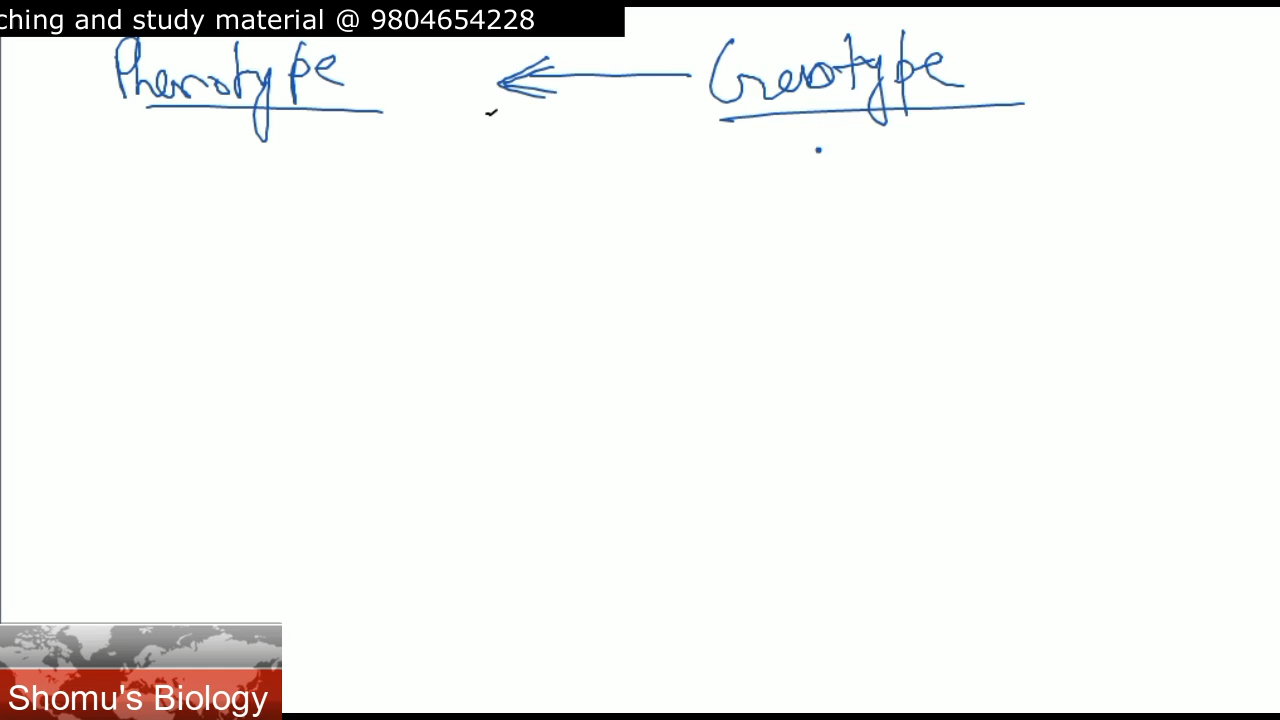 ching and study material @ 9804654228
Phenotype ← Genotype
Shomu's Biology